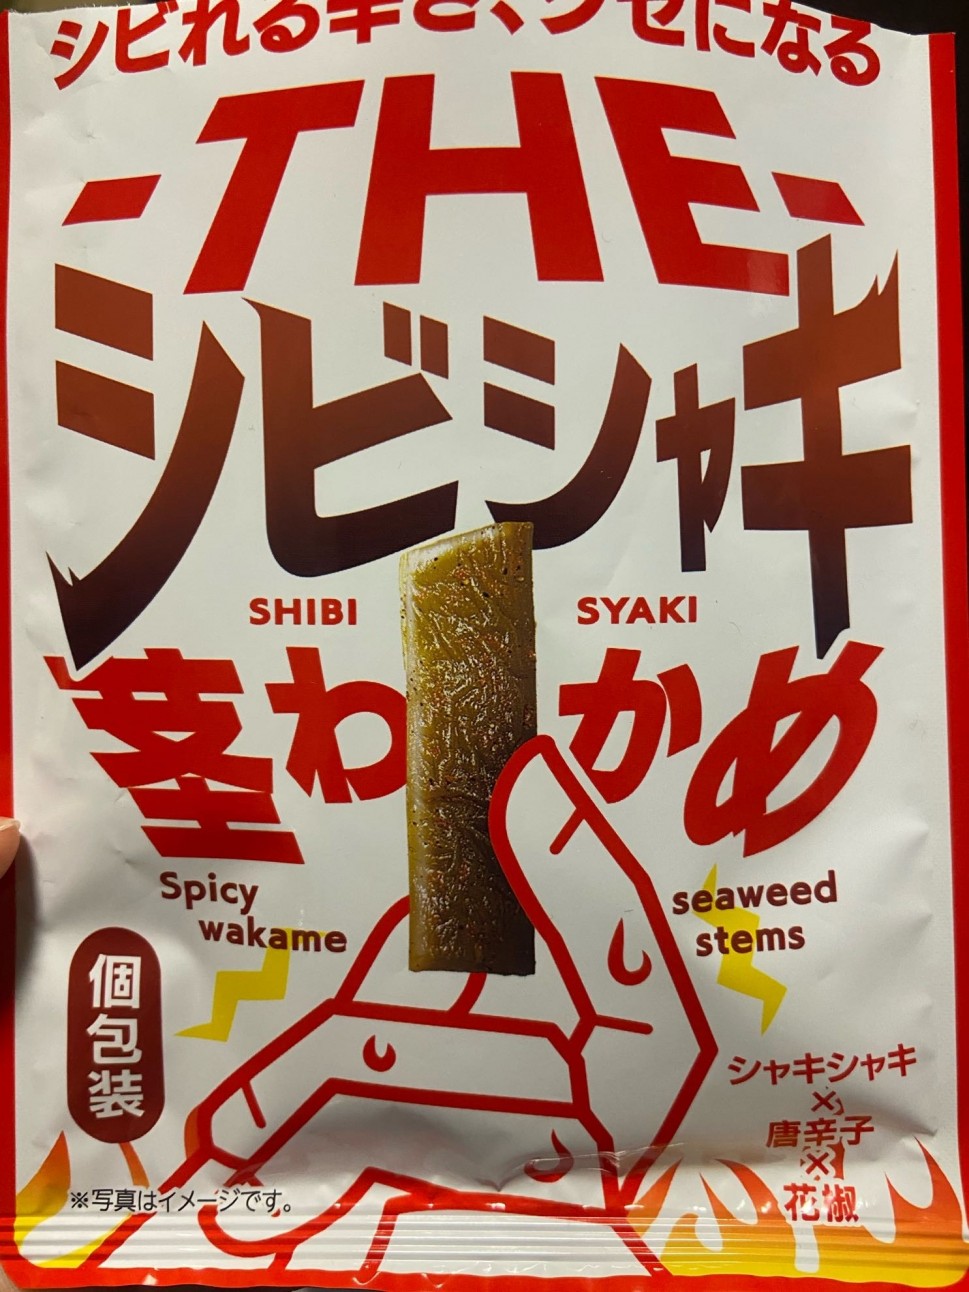 シビれる辛さ、クセになる
-THE-
シビシャキ
SHIBI SYAKI
茎わかめ
Spicy wakame seaweed stems
個包装
シャキシャキ
×
唐辛子
×
花椒
※写真はイメージです。